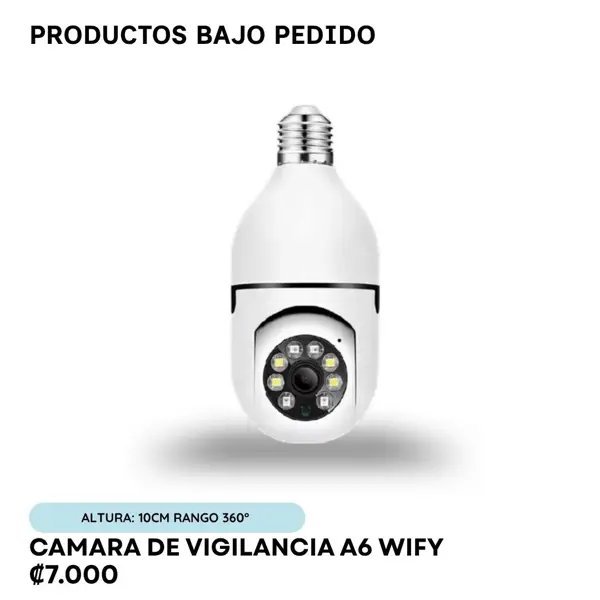 PRODUCTOS BAJO PEDIDO
ALTURA: 10CM RANGO 360°
CAMARA DE VIGILANCIA A6 WIFY
₡7.000